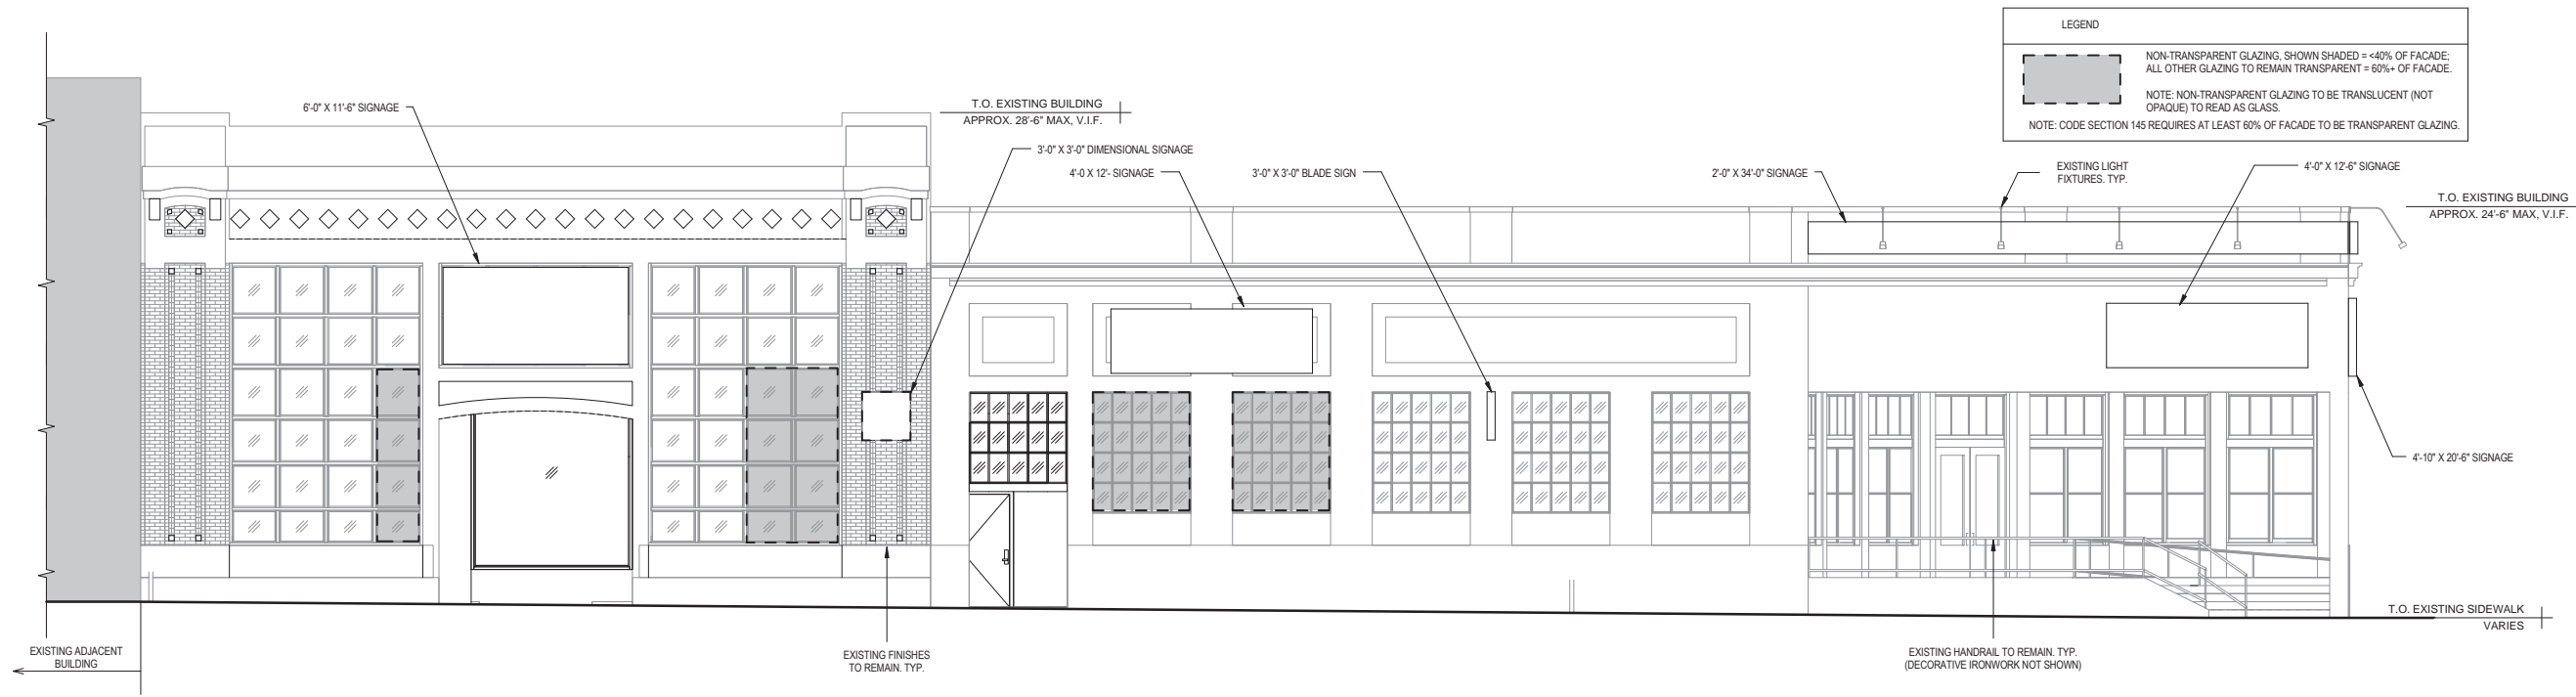 LEGEND
NON-TRANSPARENT GLAZING, SHOWN SHADED = <40% OF FACADE;
ALL OTHER GLAZING TO REMAIN TRANSPARENT = 60%+ OF FACADE.
NOTE: NON-TRANSPARENT GLAZING TO BE TRANSLUCENT (NOT
OPAQUE) TO READ AS GLASS.
NOTE: CODE SECTION 145 REQUIRES AT LEAST 60% OF FACADE TO BE TRANSPARENT GLAZING.
6'-0" X 11'-6" SIGNAGE
T.O. EXISTING BUILDING
APPROX. 28'-6" MAX, V.I.F.
3'-0" X 3'-0" DIMENSIONAL SIGNAGE
4'-0 X 12'- SIGNAGE
3'-0" X 3'-0" BLADE SIGN
2'-0" X 34'-0" SIGNAGE
EXISTING LIGHT
FIXTURES. TYP.
4'-0" X 12'-6" SIGNAGE
T.O. EXISTING BUILDING
APPROX. 24'-6" MAX, V.I.F.
4'-10" X 20'-6" SIGNAGE
T.O. EXISTING SIDEWALK
VARIES
EXISTING ADJACENT
BUILDING
EXISTING FINISHES
TO REMAIN. TYP.
EXISTING HANDRAIL TO REMAIN. TYP.
(DECORATIVE IRONWORK NOT SHOWN)